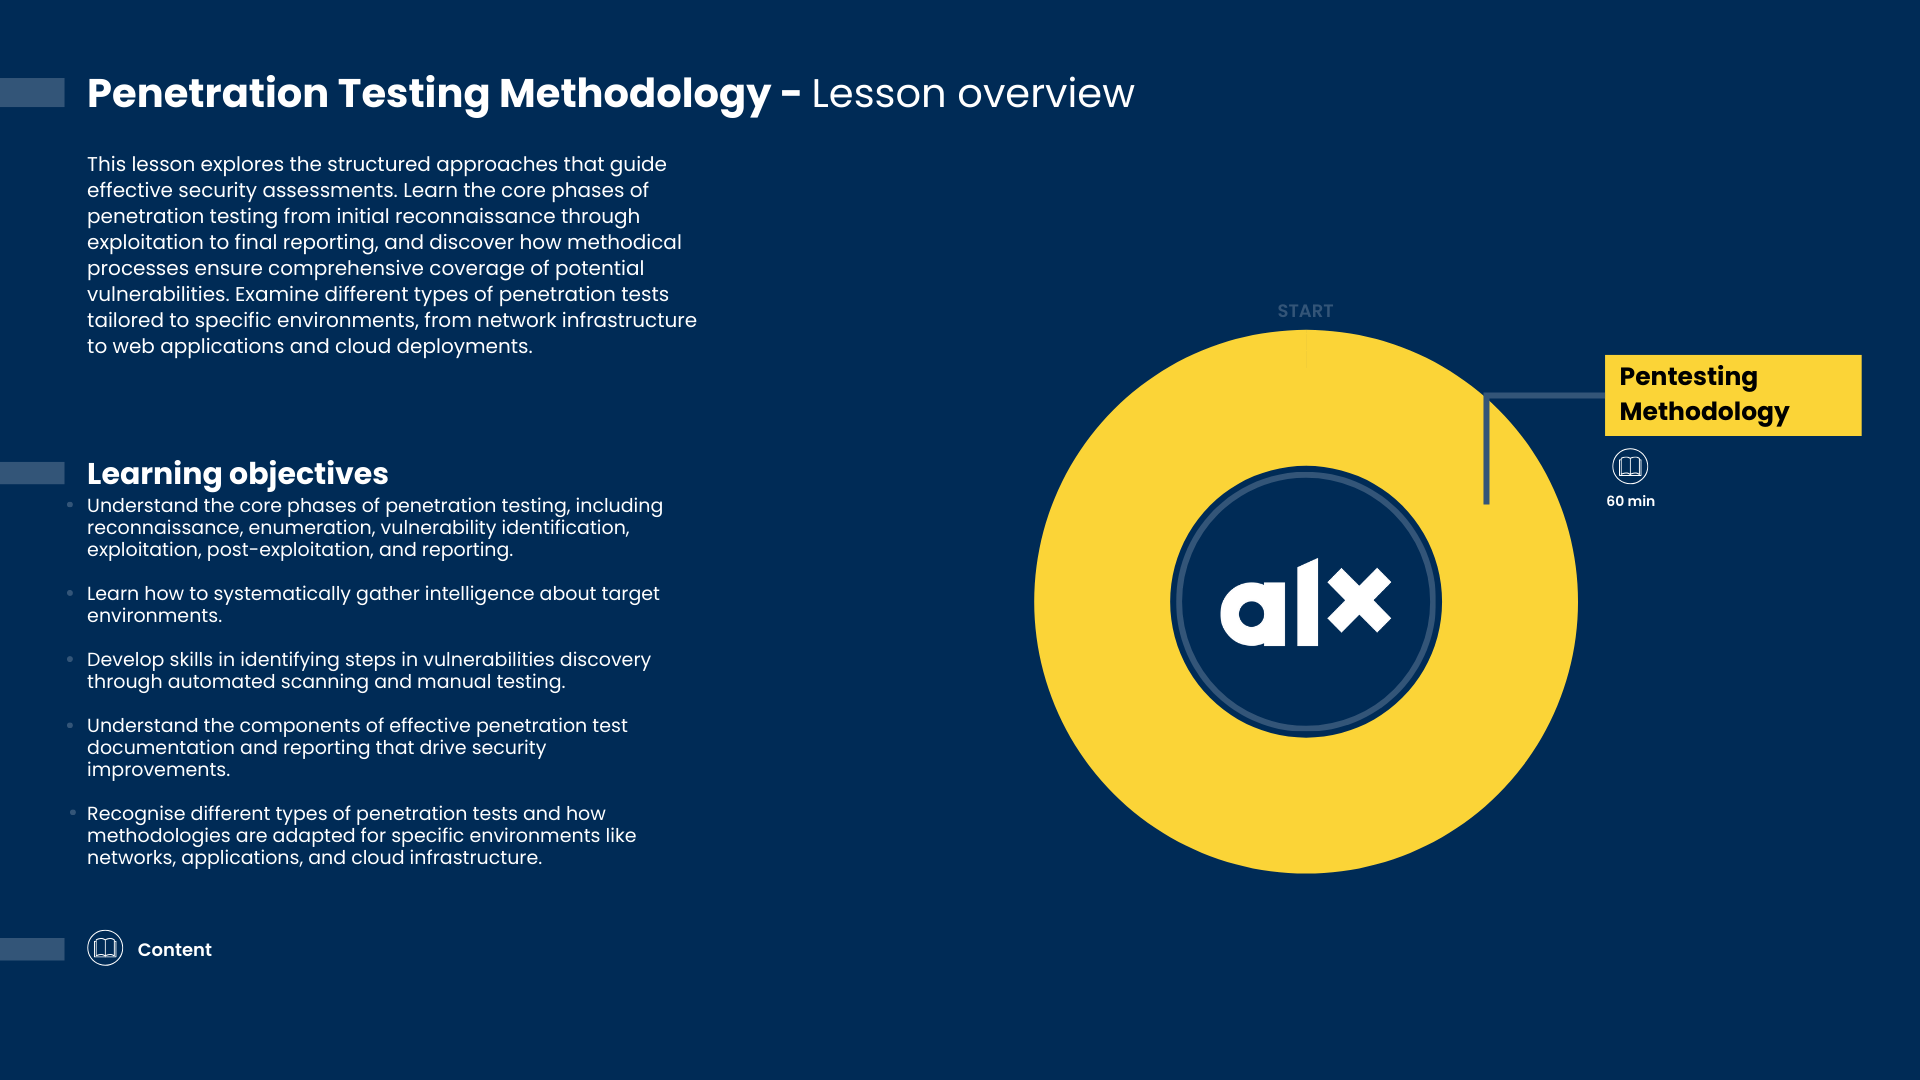 Penetration Testing Methodology - Lesson overview
This lesson explores the structured approaches that guide
effective security assessments. Learn the core phases of
penetration testing from initial reconnaissance through
exploitation to final reporting, and discover how methodical
processes ensure comprehensive coverage of potential
vulnerabilities. Examine different types of penetration tests
tailored to specific environments, from network infrastructure
to web applications and cloud deployments.
Learning objectives
• Understand the core phases of penetration testing, including
reconnaissance, enumeration, vulnerability identification,
exploitation, post-exploitation, and reporting.
• Learn how to systematically gather intelligence about target
environments.
• Develop skills in identifying steps in vulnerabilities discovery
through automated scanning and manual testing.
• Understand the components of effective penetration test
documentation and reporting that drive security
improvements.
• Recognise different types of penetration tests and how
methodologies are adapted for specific environments like
networks, applications, and cloud infrastructure.
Content
START
Pentesting
Methodology
60 min
alx